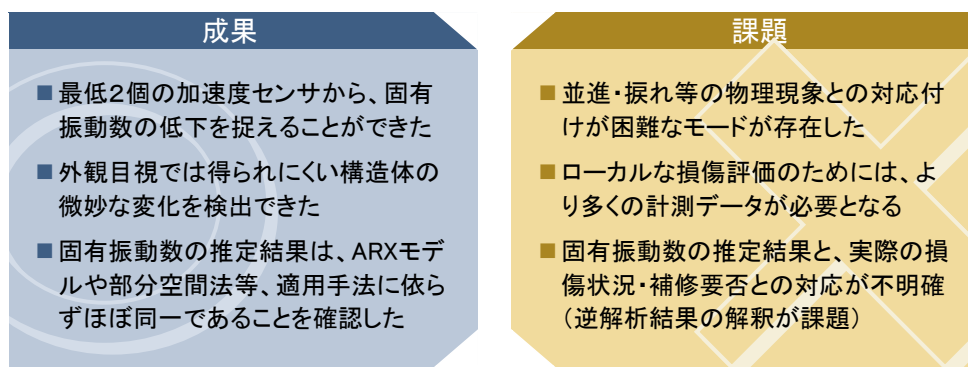 成果
■最低2個の加速度センサから、固有
振動数の低下を捉えることができた
■外観目視では得られにくい構造体の
微妙な変化を検出できた
■固有振動数の推定結果は、ARXモデ
ルや部分空間法等、適用手法に依ら
ずほぼ同一であることを確認した
課題
■並進・捩れ等の物理現象との対応付
けが困難なモードが存在した
■ローカルな損傷評価のためには、よ
り多くの計測データが必要となる
■固有振動数の推定結果と、実際の損
傷状況・補修要否との対応が不明確
（逆解析結果の解釈が課題）